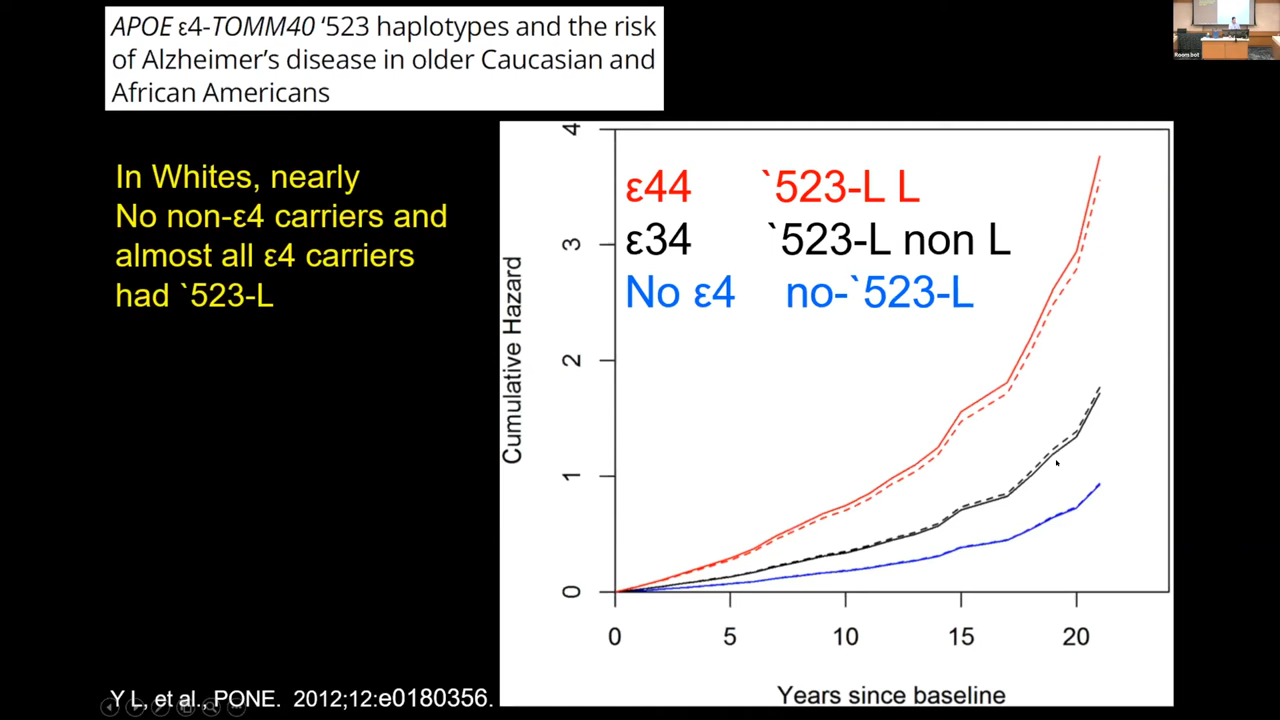 APOE ε4-TOMM40 ‘523 haplotypes and the risk
of Alzheimer’s disease in older Caucasian and
African Americans
In Whites, nearly
No non-ε4 carriers and
almost all ε4 carriers
had `523-L
ε44 `523-L L
ε34 `523-L non L
No ε4 no-`523-L
Cumulative Hazard
4
3
2
1
0
0 5 10 15 20
Years since baseline
Y L, et al., PONE. 2012;12:e0180356.
Roombot